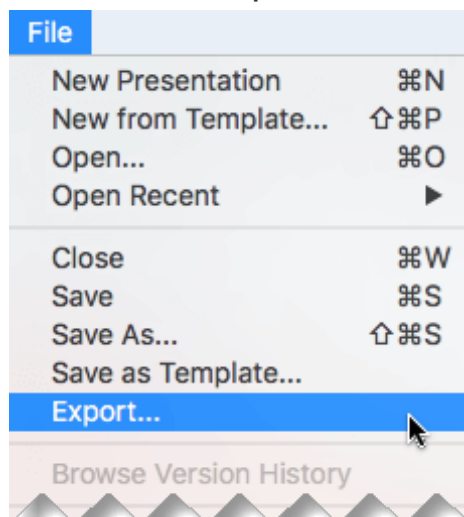 File
New Presentation ⌘N
New from Template... ⇧⌘P
Open... ⌘O
Open Recent ▶
Close ⌘W
Save ⌘S
Save As... ⇧⌘S
Save as Template...
Export...
Browse Version History